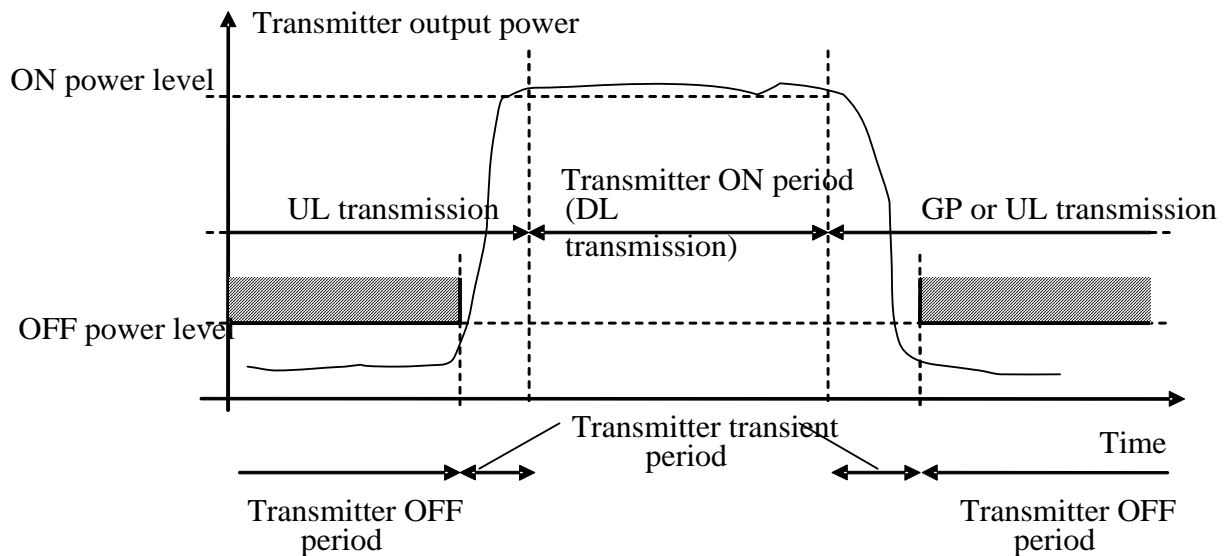 Transmitter output power
ON power level
Transmitter ON period
UL transmission
(DL
transmission)
GP or UL transmission
OFF power level
Transmitter transient
period
Time
Transmitter OFF
period
Transmitter OFF
period